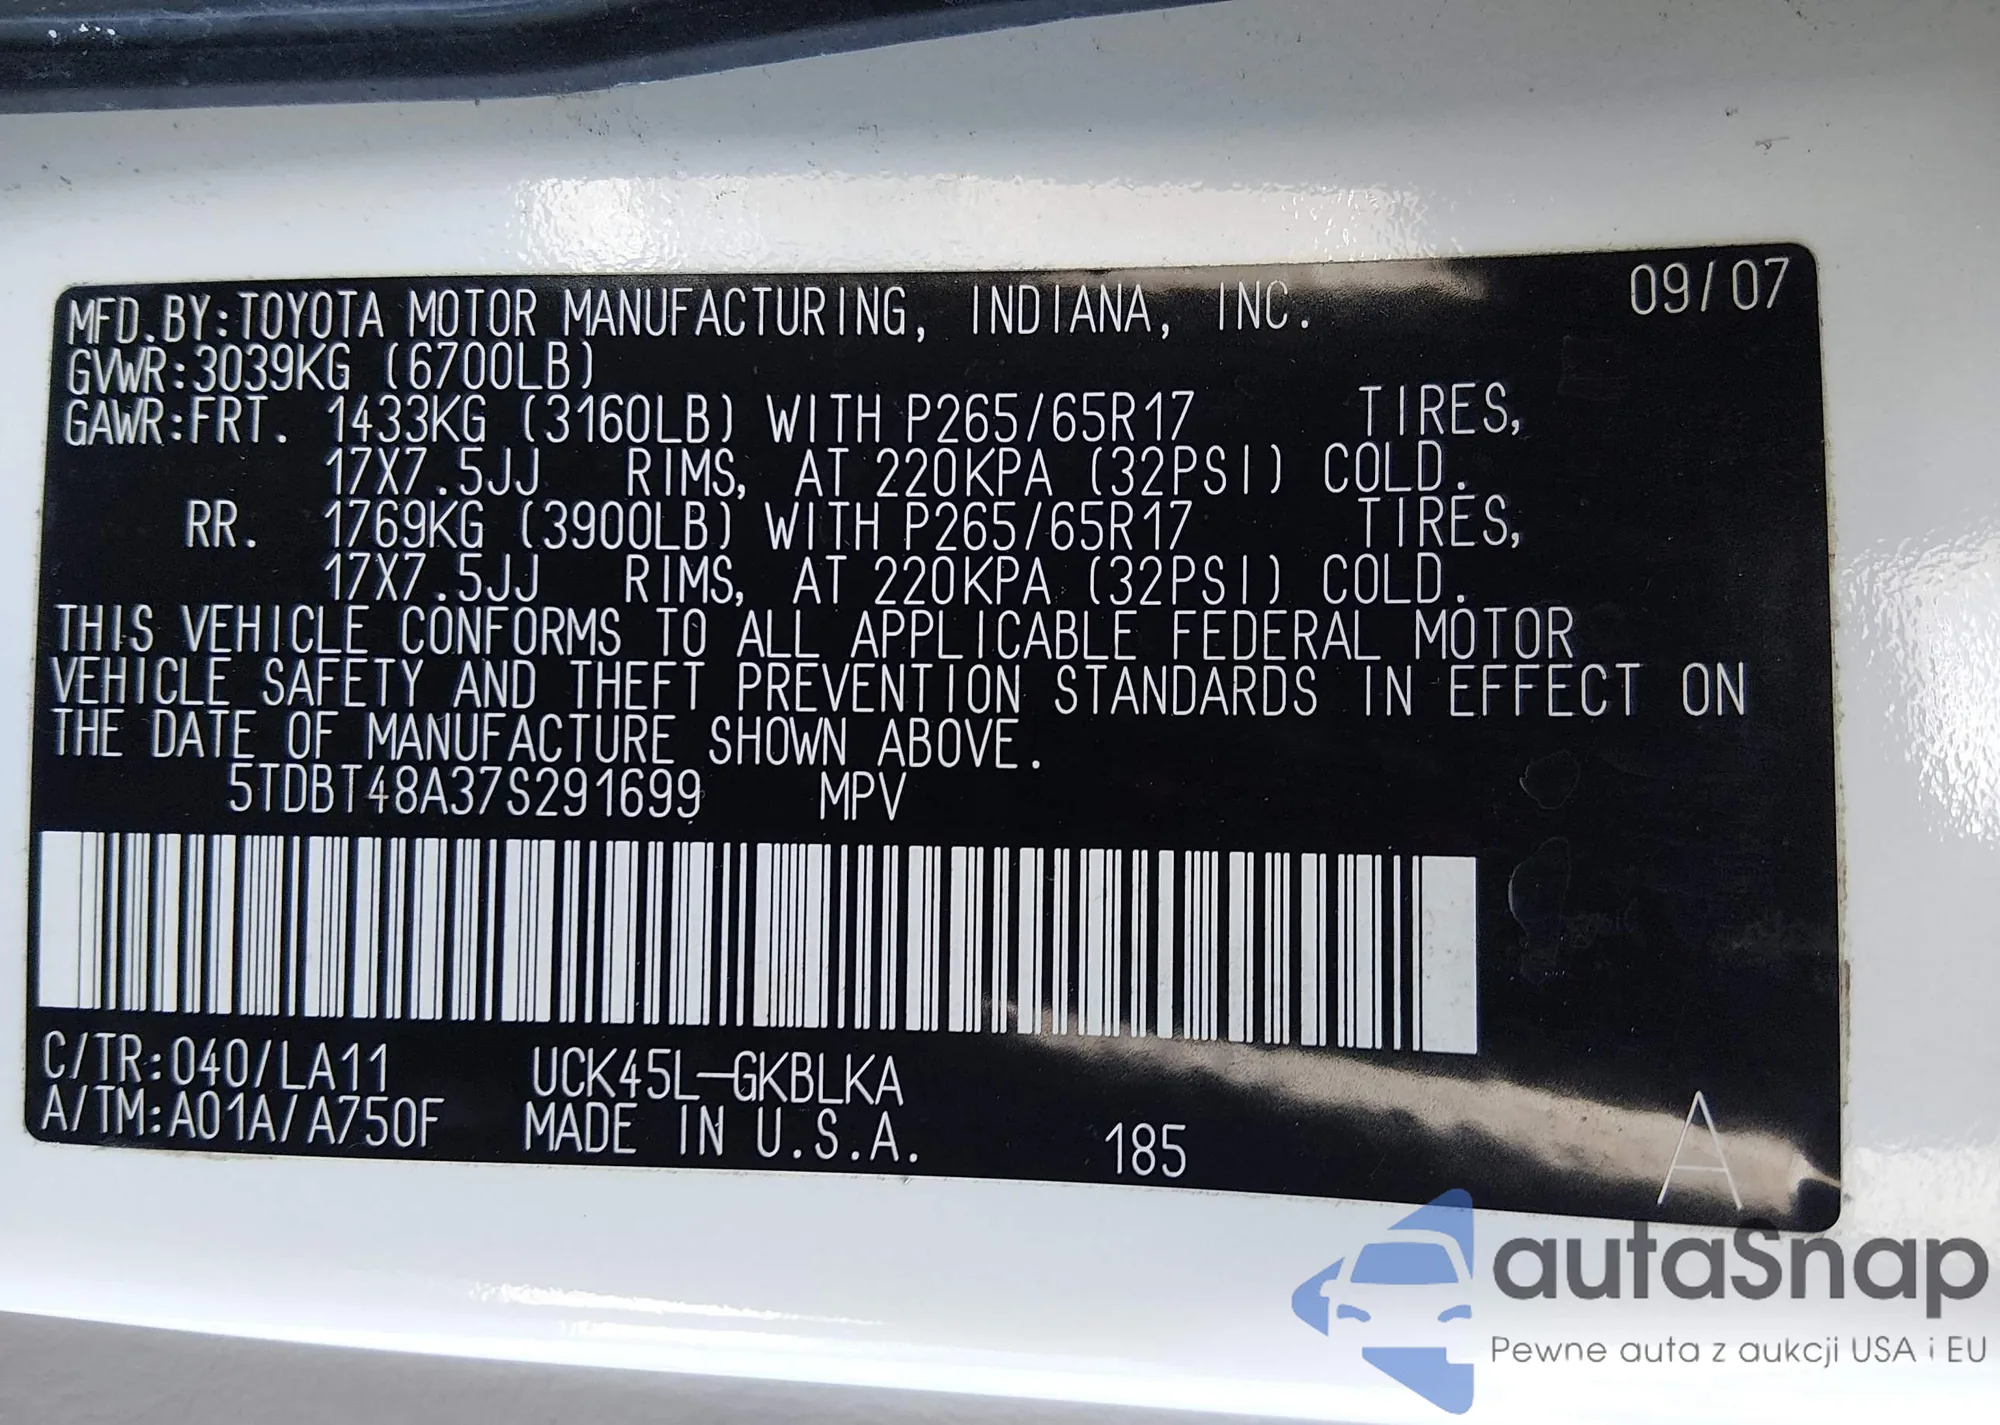 MFD.BY:TOYOTA MOTOR MANUFACTURING, INDIANA, INC. 09/07
GVWR:3039KG (6700LB)
GAWR:FRT. 1433KG (3160LB) WITH P265/65R17 TIRES,
17X7.5JJ RIMS, AT 220KPA (32PSI) COLD.
RR. 1769KG (3900LB) WITH P265/65R17 TIRES,
17X7.5JJ RIMS, AT 220KPA (32PSI) COLD.
THIS VEHICLE CONFORMS TO ALL APPLICABLE FEDERAL MOTOR
VEHICLE SAFETY AND THEFT PREVENTION STANDARDS IN EFFECT ON
THE DATE OF MANUFACTURE SHOWN ABOVE.
5TDBT48A37S291699 MPV
C/TR:040/LA11 UCK45L-GKBLKA
A/TM:A01A/A750F MADE IN U.S.A. 185 A
autaSnap
Pewne auta z aukcji USA i EU